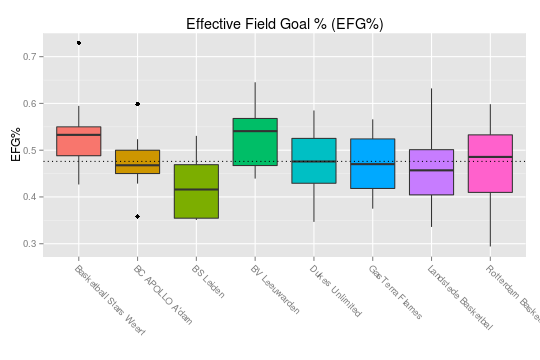 Effective Field Goal % (EFG%)
EFG%
0.7
0.6
0.5
0.4
0.3
Basketball Stars Weert
BC APOLLO A'dam
BS Leiden
BV Leeuwarden
Dukes Unlimited
GasTerra Flames
Landstede Basketbal
Rotterdam Baske